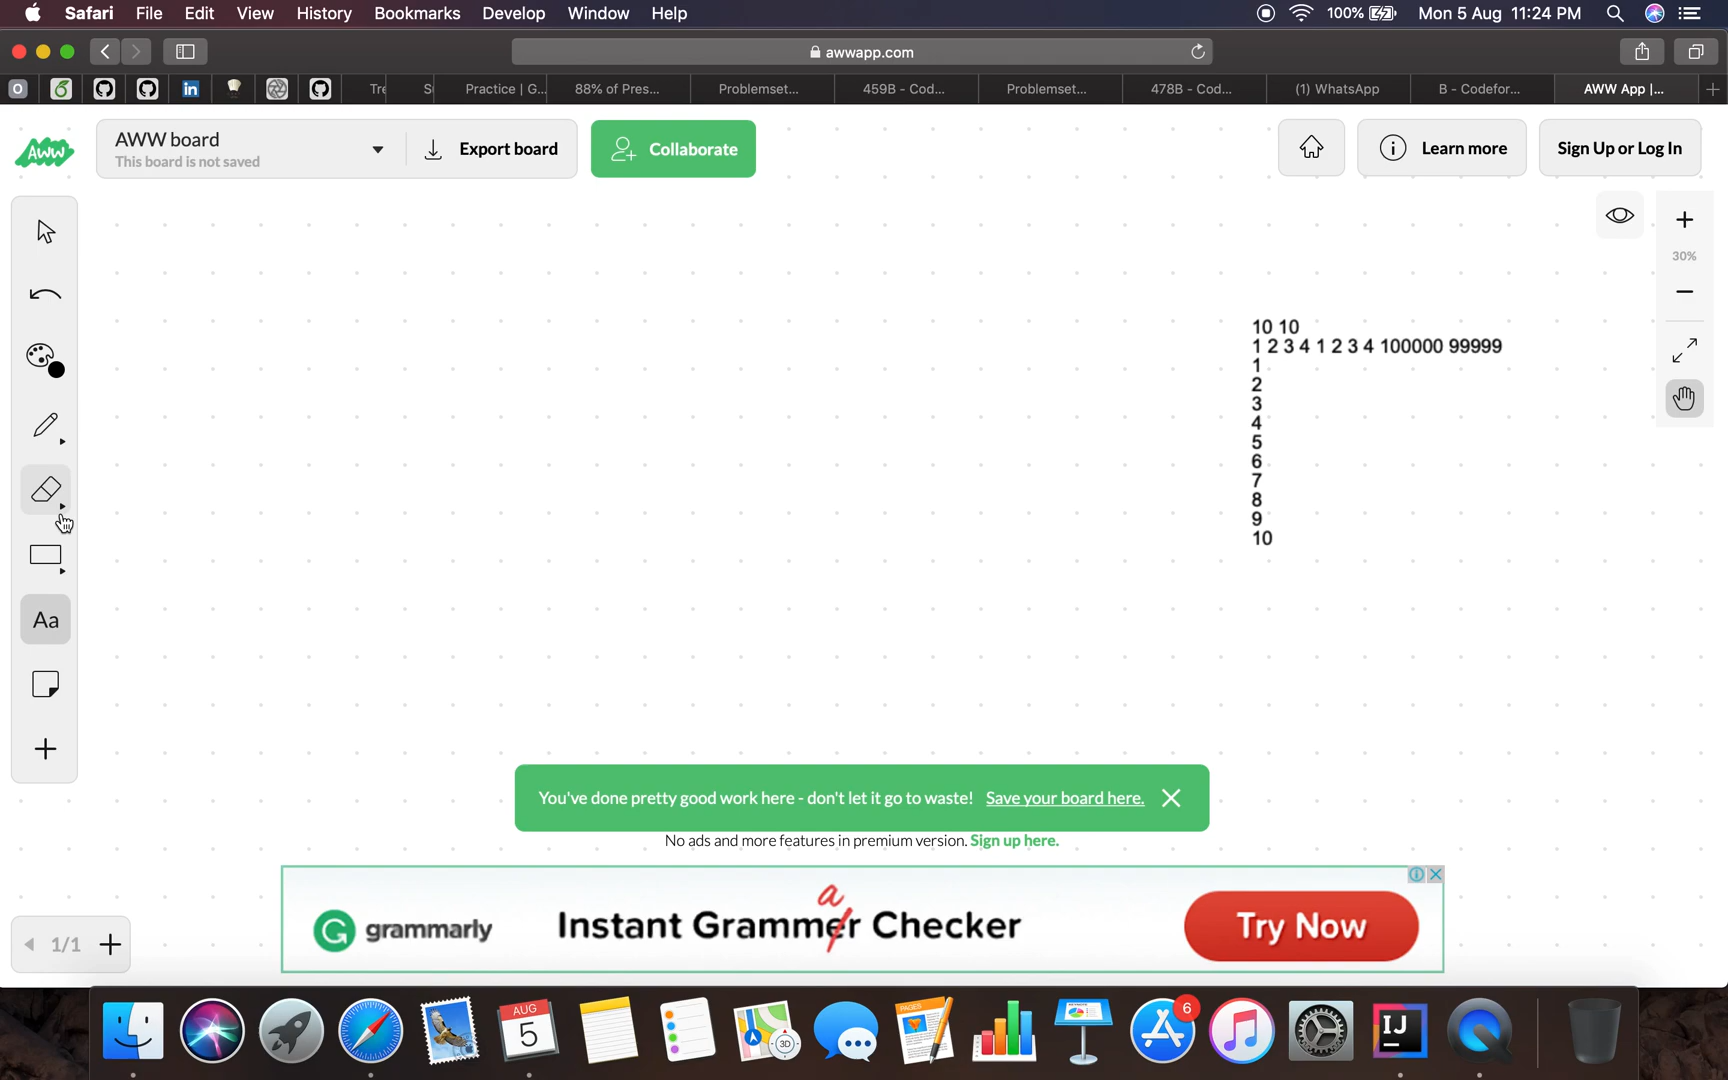 Safari File Edit View History Bookmarks Develop Window Help 100% Mon 5 Aug 11:24 PM
awwapp.com
Practice | G... 88% of Pres... Problemset... 459B - Cod... Problemset... 478B - Cod... (1) WhatsApp B - Codefor... AWW App |...
AWW
AWW board
This board is not saved
Export board
Collaborate
Learn more
Sign Up or Log In
30%
10 10
1 2 3 4 1 2 3 4 100000 99999
1
2
3
4
5
6
7
8
9
10
Aa
You've done pretty good work here - don't let it go to waste! Save your board here.
No ads and more features in premium version. Sign up here.
grammarly
Instant Grammer Checker
a
Try Now
1/1
AUG
5
PAGES
3D
6
IJ